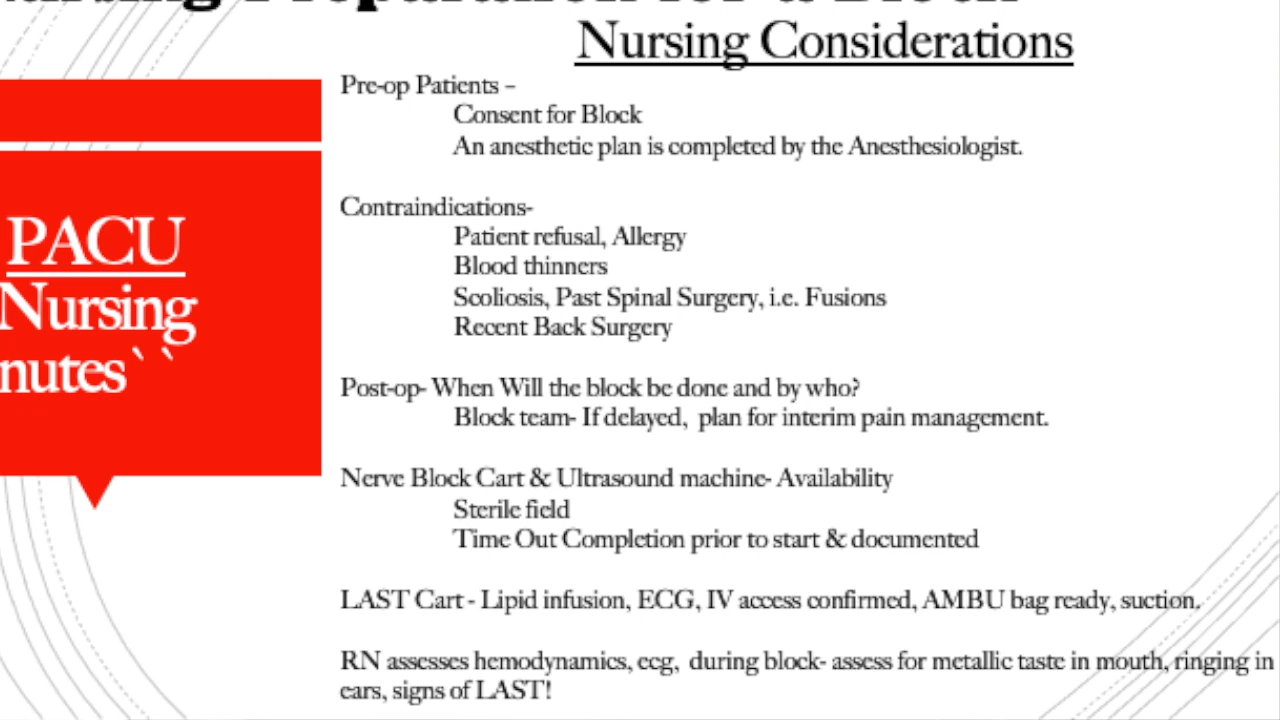 Nursing Preparation for a Block
Nursing Considerations
PACU
Nursing
nutes``
Pre-op Patients –
Consent for Block
An anesthetic plan is completed by the Anesthesiologist.
Contraindications-
Patient refusal, Allergy
Blood thinners
Scoliosis, Past Spinal Surgery, i.e. Fusions
Recent Back Surgery
Post-op- When Will the block be done and by who?
Block team- If delayed, plan for interim pain management.
Nerve Block Cart & Ultrasound machine- Availability
Sterile field
Time Out Completion prior to start & documented
LAST Cart - Lipid infusion, ECG, IV access confirmed, AMBU bag ready, suction.
RN assesses hemodynamics, ecg, during block- assess for metallic taste in mouth, ringing in
ears, signs of LAST!